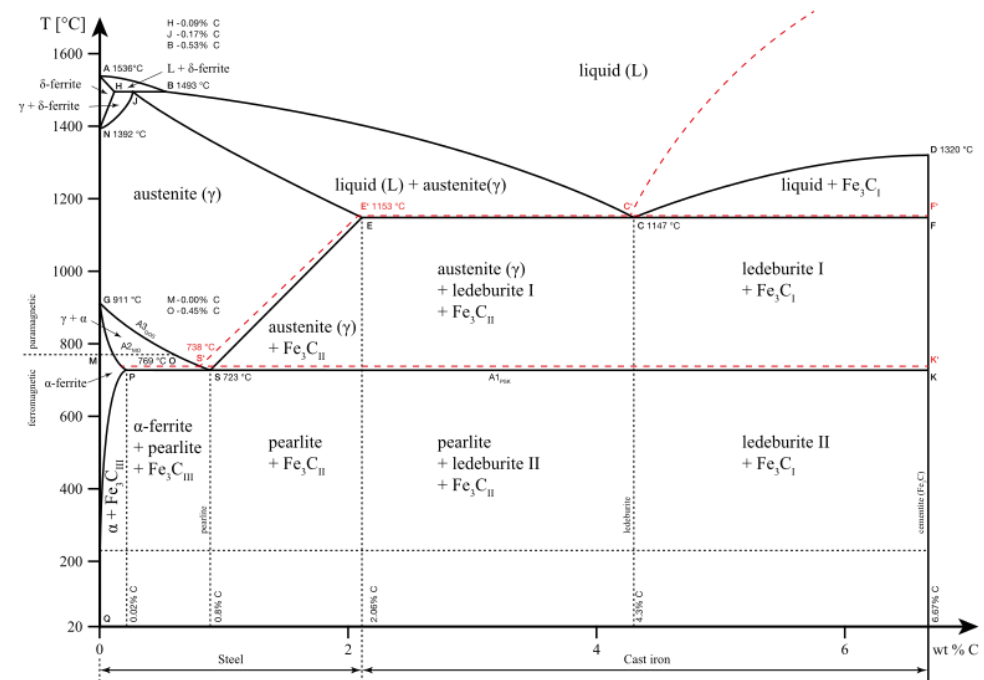 T [°C]
H -0.09% C
J -0.17% C
B -0.53% C
1600
A 1536°C
L + δ-ferrite
liquid (L)
δ-ferrite
H
B 1493 °C
γ + δ-ferrite
J
1400
N 1392 °C
D 1320 °C
austenite (γ)
liquid (L) + austenite(γ)
liquid + Fe3CI
1200
E' 1153 °C
C'
F'
E
C 1147 °C
F
1000
austenite (γ)
+ ledeburite I
+ Fe3CII
ledeburite I
+ Fe3CI
G 911 °C
M -0.00% C
O -0.45% C
paramagnetic
γ + α
A3GOS
austenite (γ)
+ Fe3CII
800
A2MO
738 °C
S'
M
769 °C
O
K'
α-ferrite
P
S 723 °C
A1PSK
K
ferromagnetic
600
α-ferrite
+ pearlite
+ Fe3CIII
pearlite
+ Fe3CII
pearlite
+ ledeburite II
+ Fe3CII
ledeburite II
+ Fe3CI
400
α + Fe3CIII
pearlite
ledeburite
cementite (Fe3C)
200
0.02% C
0.8% C
2.06% C
4.3% C
6.67% C
Q
20
0
2
4
6
wt % C
Steel
Cast iron